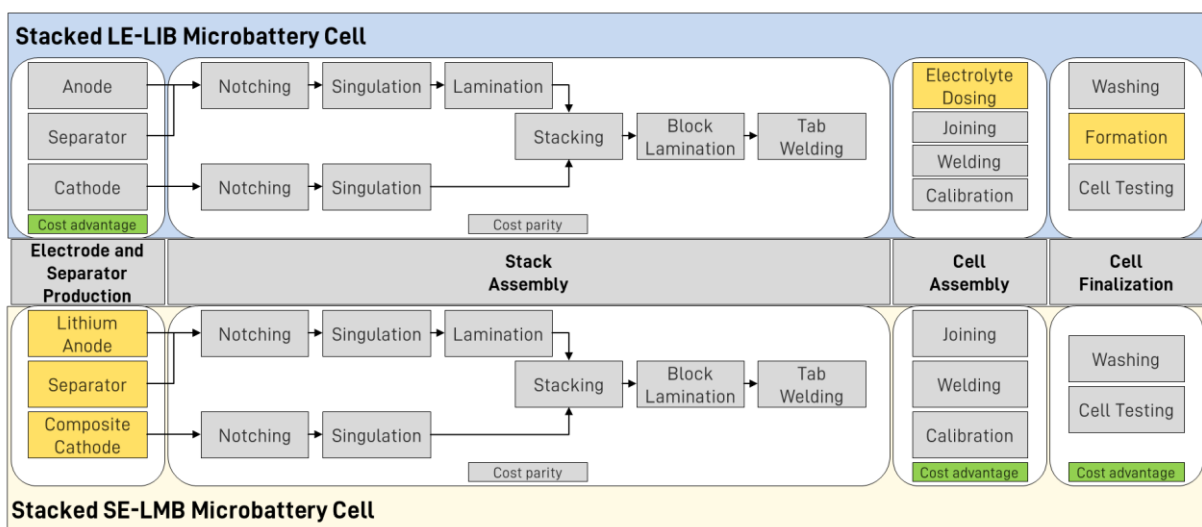 Stacked LE-LIB Microbattery Cell
Anode
Separator
Cathode
Cost advantage
Notching
Singulation
Lamination
Stacking
Block
Lamination
Tab
Welding
Notching
Singulation
Cost parity
Electrolyte
Dosing
Joining
Welding
Calibration
Washing
Formation
Cell Testing
Electrode and
Separator
Production
Stack
Assembly
Cell
Assembly
Cell
Finalization
Lithium
Anode
Separator
Composite
Cathode
Notching
Singulation
Lamination
Stacking
Block
Lamination
Tab
Welding
Notching
Singulation
Cost parity
Joining
Welding
Calibration
Cost advantage
Washing
Cell Testing
Cost advantage
Stacked SE-LMB Microbattery Cell